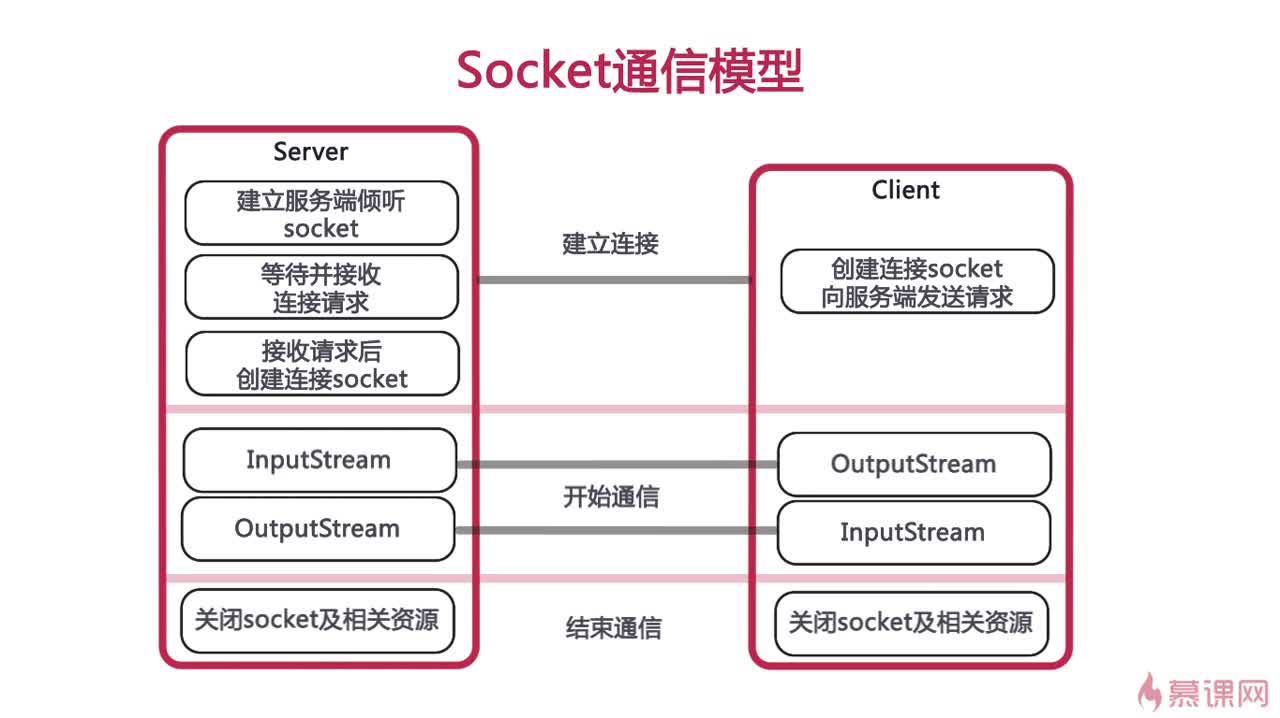 Socket通信模型
Server
建立服务端倾听
socket
等待并接收
连接请求
接收请求后
创建连接socket
建立连接
Client
创建连接socket
向服务端发送请求
InputStream
OutputStream
开始通信
OutputStream
InputStream
关闭socket及相关资源
结束通信
关闭socket及相关资源
慕课网